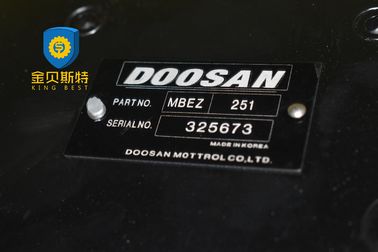 金贝斯特
KING BEST
DOOSAN
PART NO. MBEZ 251
SERIAL NO. 325673
MADE IN KOREA
DOOSAN MOTTROL CO., LTD.